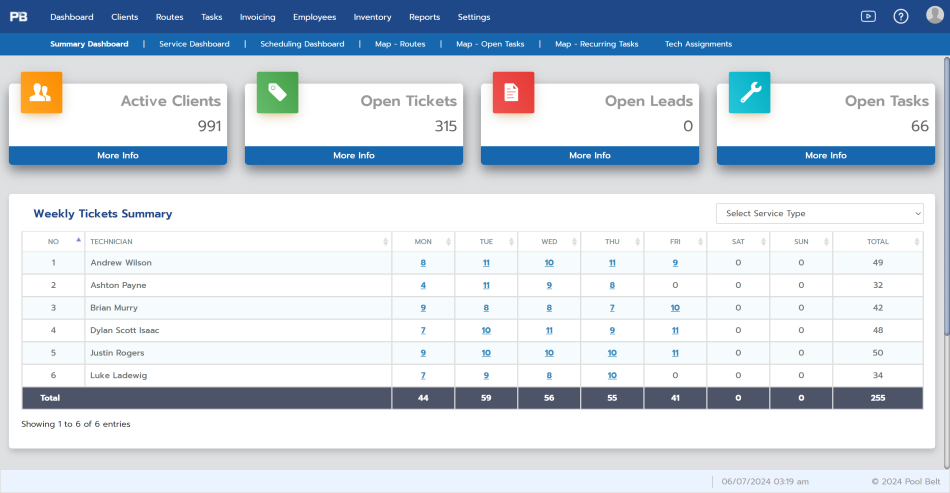 PB Dashboard Clients Routes Tasks Invoicing Employees Inventory Reports Settings ?
Summary Dashboard | Service Dashboard | Scheduling Dashboard | Map - Routes | Map - Open Tasks | Map - Recurring Tasks Tech Assignments
Active Clients Open Tickets Open Leads Open Tasks
991 315 0 66
More Info More Info More Info More Info
Weekly Tickets Summary Select Service Type
NO TECHNICIAN MON TUE WED THU FRI SAT SUN TOTAL
1 Andrew Wilson 8 11 10 11 9 0 0 49
2 Ashton Payne 4 11 9 8 0 0 0 32
3 Brian Murry 9 8 8 7 10 0 0 42
4 Dylan Scott Isaac 7 10 11 9 11 0 0 48
5 Justin Rogers 9 10 10 10 11 0 0 50
6 Luke Ladewig 7 9 8 10 0 0 0 34
Total 44 59 56 55 41 0 0 255
Showing 1 to 6 of 6 entries
06/07/2024 03:19 am © 2024 Pool Belt